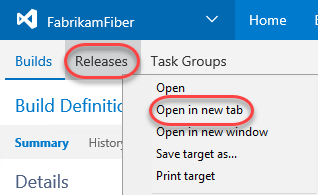 FabrikamFiber
Home
Builds
Releases
Task Groups
Build Definitio
Summary
History
Details
Open
Open in new tab
Open in new window
Save target as...
Print target